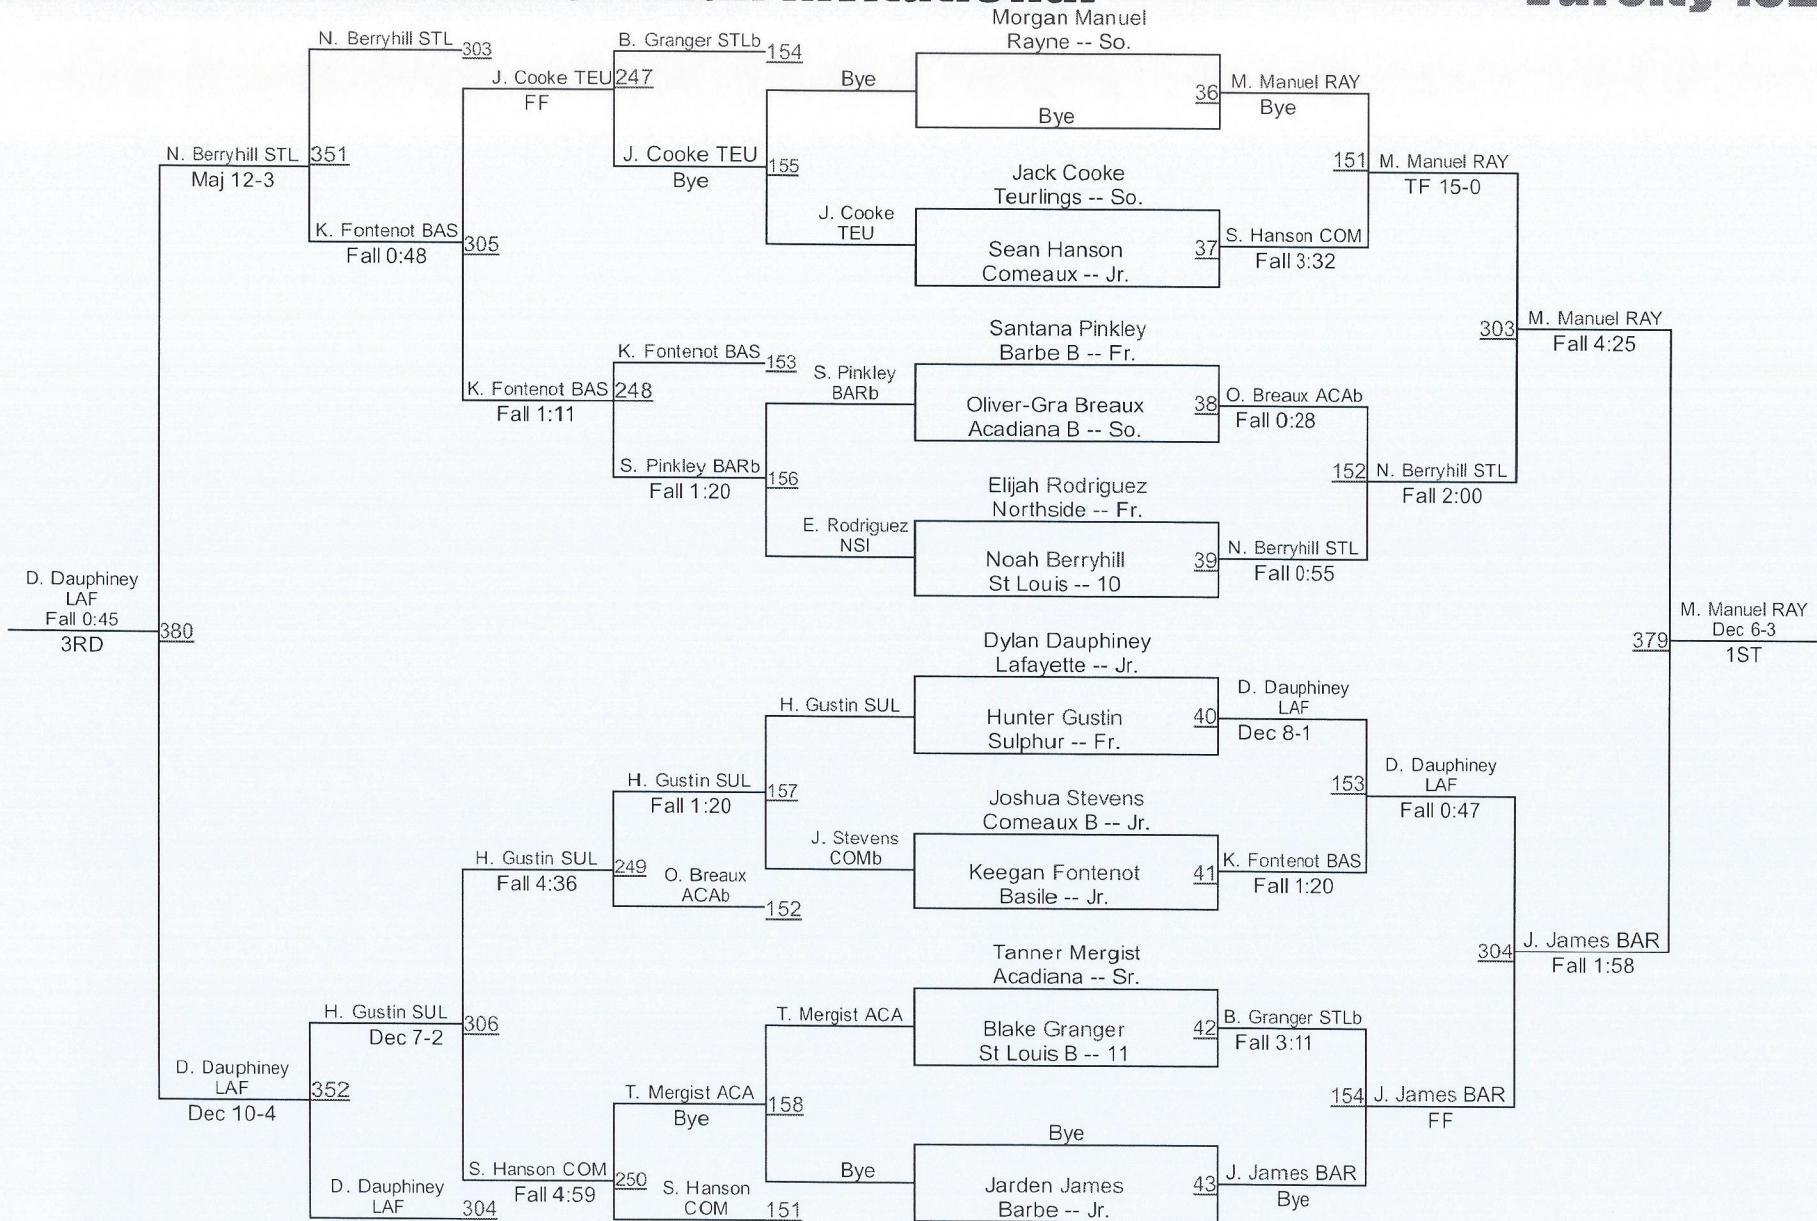 Morgan Manuel
Rayne -- So.
Bye
36
Jack Cooke
Teurlings -- So.
Sean Hanson
Comeaux -- Jr.
37
Santana Pinkley
Barbe B -- Fr.
Oliver-Gra Breaux
Acadiana B -- So.
38
Elijah Rodriguez
Northside -- Fr.
Noah Berryhill
St Louis -- 10
39
Dylan Dauphiney
Lafayette -- Jr.
Hunter Gustin
Sulphur -- Fr.
40
Joshua Stevens
Comeaux B -- Jr.
Keegan Fontenot
Basile -- Jr.
41
Tanner Mergist
Acadiana -- Sr.
Blake Granger
St Louis B -- 11
42
Bye
Jarden James
Barbe -- Jr.
43
M. Manuel RAY
Bye
151
S. Hanson COM
Fall 3:32
O. Breaux ACAb
Fall 0:28
152
N. Berryhill STL
Fall 0:55
D. Dauphiney
LAF
Dec 8-1
153
K. Fontenot BAS
Fall 1:20
B. Granger STLb
Fall 3:11
154
J. James BAR
Bye
M. Manuel RAY
TF 15-0
303
N. Berryhill STL
Fall 2:00
D. Dauphiney
LAF
Fall 0:47
304
J. James BAR
FF
M. Manuel RAY
Fall 4:25
379
J. James BAR
Fall 1:58
M. Manuel RAY
Dec 6-3
1ST
Bye
155
J. Cooke
TEU
S. Pinkley
BARb
156
E. Rodriguez
NSI
H. Gustin SUL
157
J. Stevens
COMb
T. Mergist ACA
158
Bye
B. Granger STLb
154
247
J. Cooke TEU
Bye
K. Fontenot BAS
153
248
S. Pinkley BARb
Fall 1:20
H. Gustin SUL
Fall 1:20
249
O. Breaux
ACAb
152
T. Mergist ACA
Bye
250
S. Hanson
COM
151
J. Cooke TEU
FF
305
K. Fontenot BAS
Fall 1:11
H. Gustin SUL
Fall 4:36
306
S. Hanson COM
Fall 4:59
N. Berryhill STL
303
351
K. Fontenot BAS
Fall 0:48
H. Gustin SUL
Dec 7-2
352
D. Dauphiney
LAF
304
N. Berryhill STL
Maj 12-3
380
D. Dauphiney
LAF
Dec 10-4
D. Dauphiney
LAF
Fall 0:45
3RD